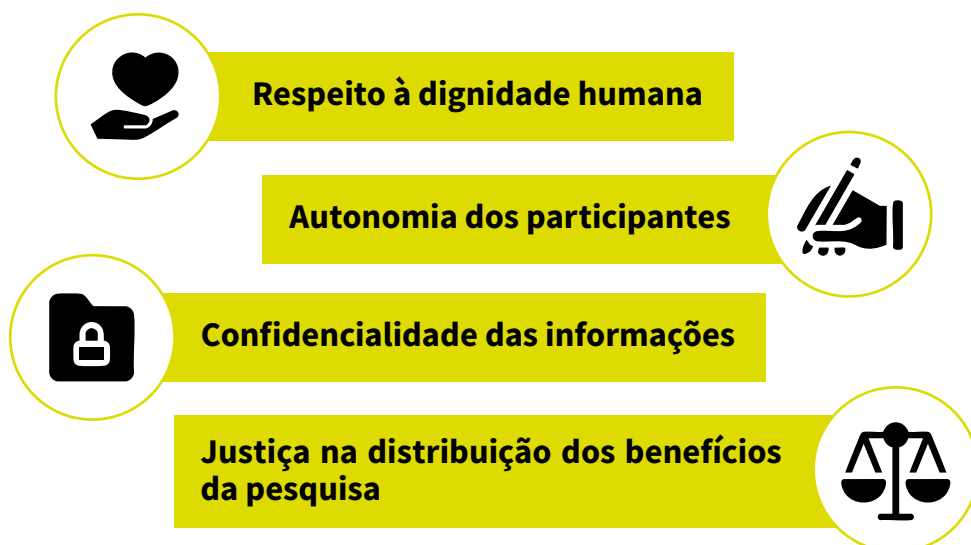 Respeito à dignidade humana
Autonomia dos participantes
Confidencialidade das informações
Justiça na distribuição dos benefícios
da pesquisa